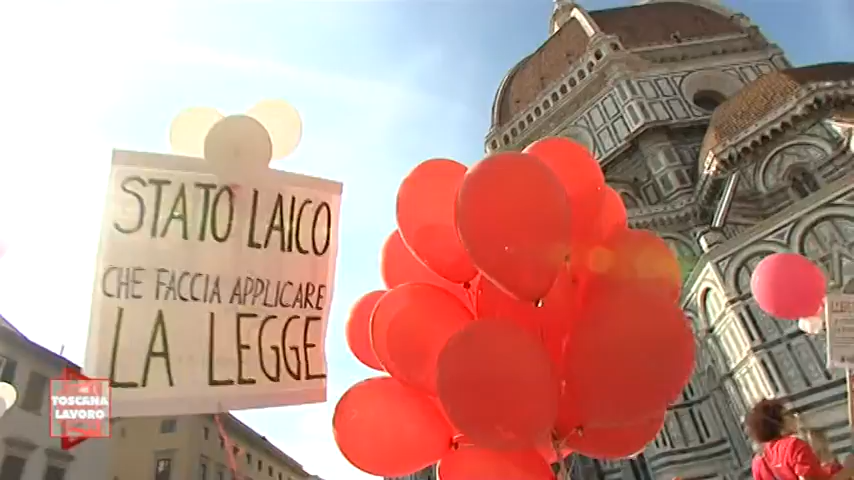 STATO LAICO
CHE FACCIA APPLICARE
LA LEGGE
TOSCANA
LAVORO